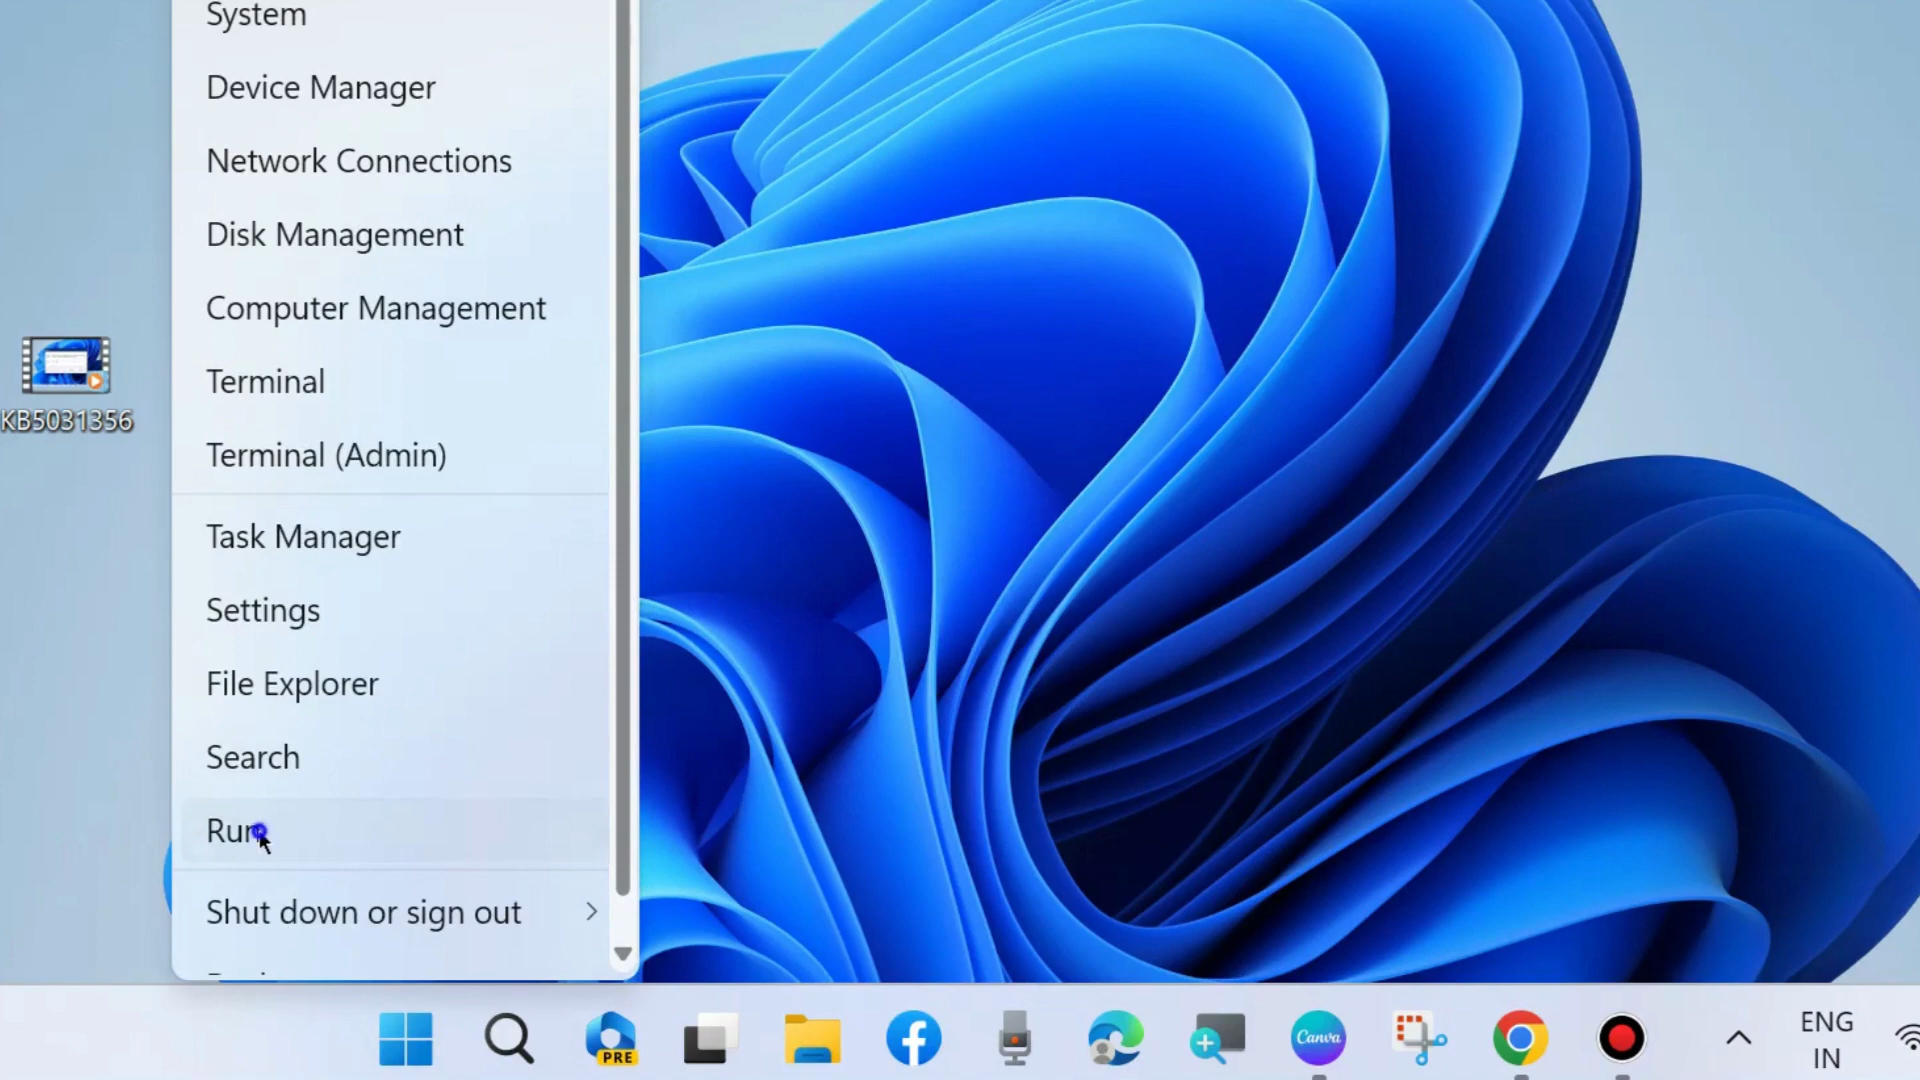 System
Device Manager
Network Connections
Disk Management
Computer Management
Terminal
Terminal (Admin)
Task Manager
Settings
File Explorer
Search
Run
Shut down or sign out
KB5031356
PRE
Canva
ENG
IN